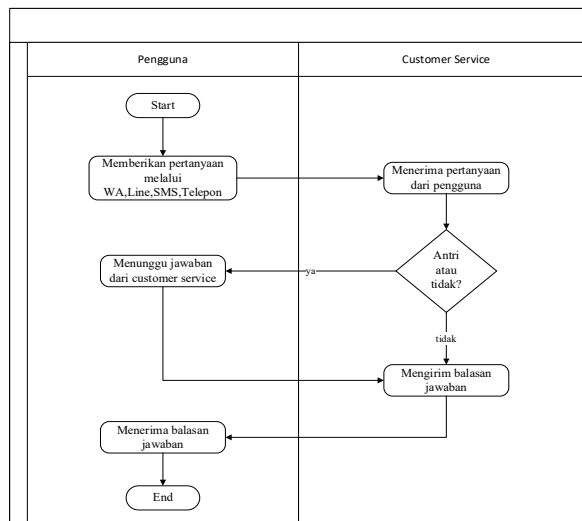 Pengguna
Customer Service
Start
Memberikan pertanyaan
melalui
WA,Line,SMS,Telepon
Menerima pertanyaan
dari pengguna
Antri
atau
tidak?
ya
Menunggu jawaban
dari customer service
tidak
Mengirim balasan
jawaban
Menerima balasan
jawaban
End